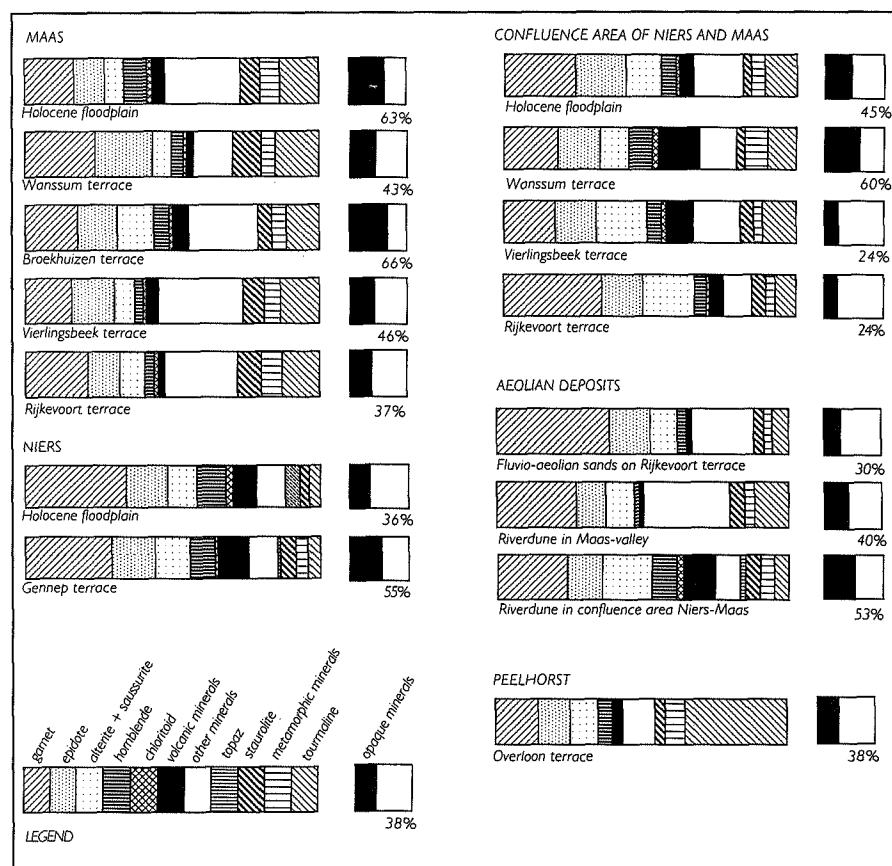 MAAS
Holocene floodplain
63%
Wanssum terrace
43%
Broekhuizen terrace
66%
Vierlingsbeek terrace
46%
Rijkevoort terrace
37%
NIERS
Holocene floodplain
36%
Gennep terrace
55%
CONFLUENCE AREA OF NIERS AND MAAS
Holocene floodplain
45%
Wanssum terrace
60%
Vierlingsbeek terrace
24%
Rijkevoort terrace
24%
AEOLIAN DEPOSITS
Fluvio-aeolian sands on Rijkevoort terrace
30%
Riverdune in Maas-valley
40%
Riverdune in confluence area Niers-Maas
53%
PEELHORST
Overloon terrace
38%
garnet
epidote
alterite + saussurite
hornblende
chloritoid
volcanic minerals
other minerals
topaz
staurolite
metamorphic minerals
tourmaline
opaque minerals
38%
LEGEND